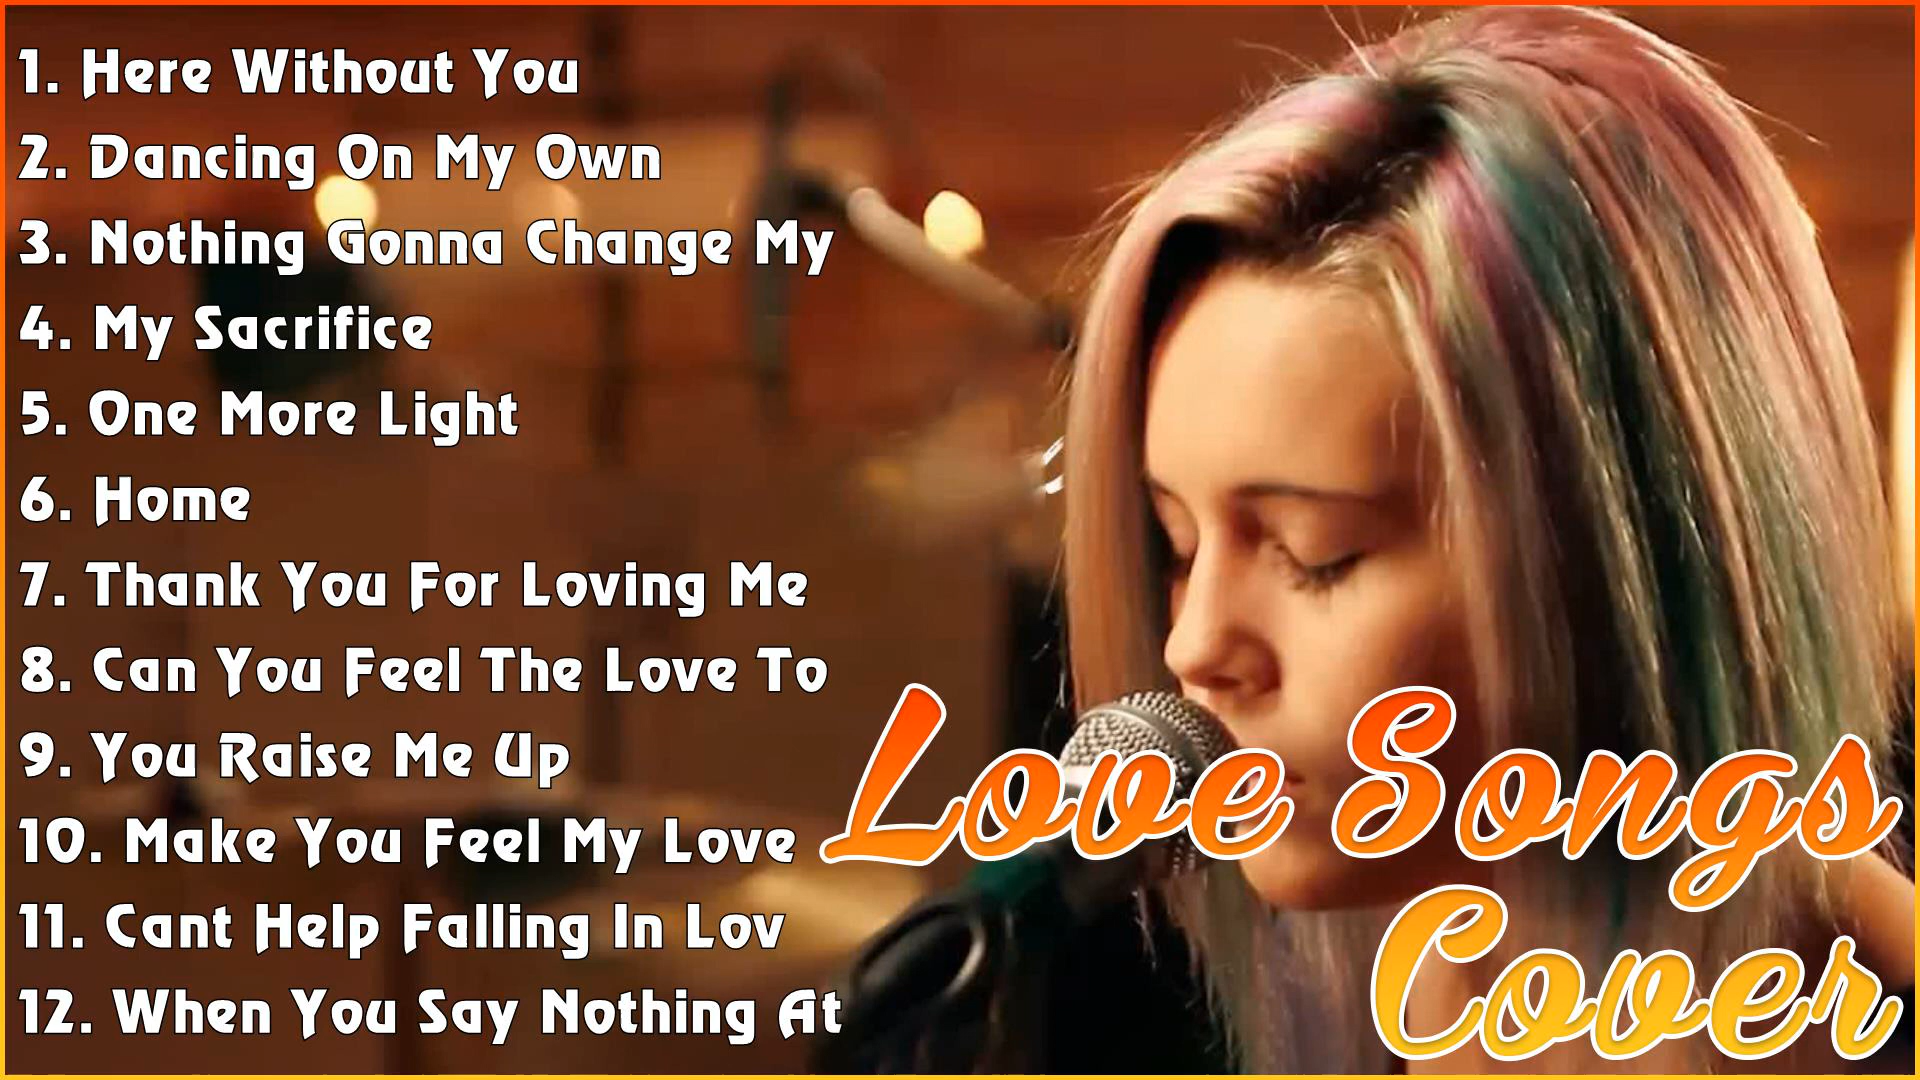 1. Here Without You
2. Dancing On My Own
3. Nothing Gonna Change My
4. My Sacrifice
5. One More Light
6. Home
7. Thank You For Loving Me
8. Can You Feel The Love To
9. You Raise Me Up
10. Make You Feel My Love
11. Cant Help Falling In Lov
12. When You Say Nothing At
Love Songs
Cover